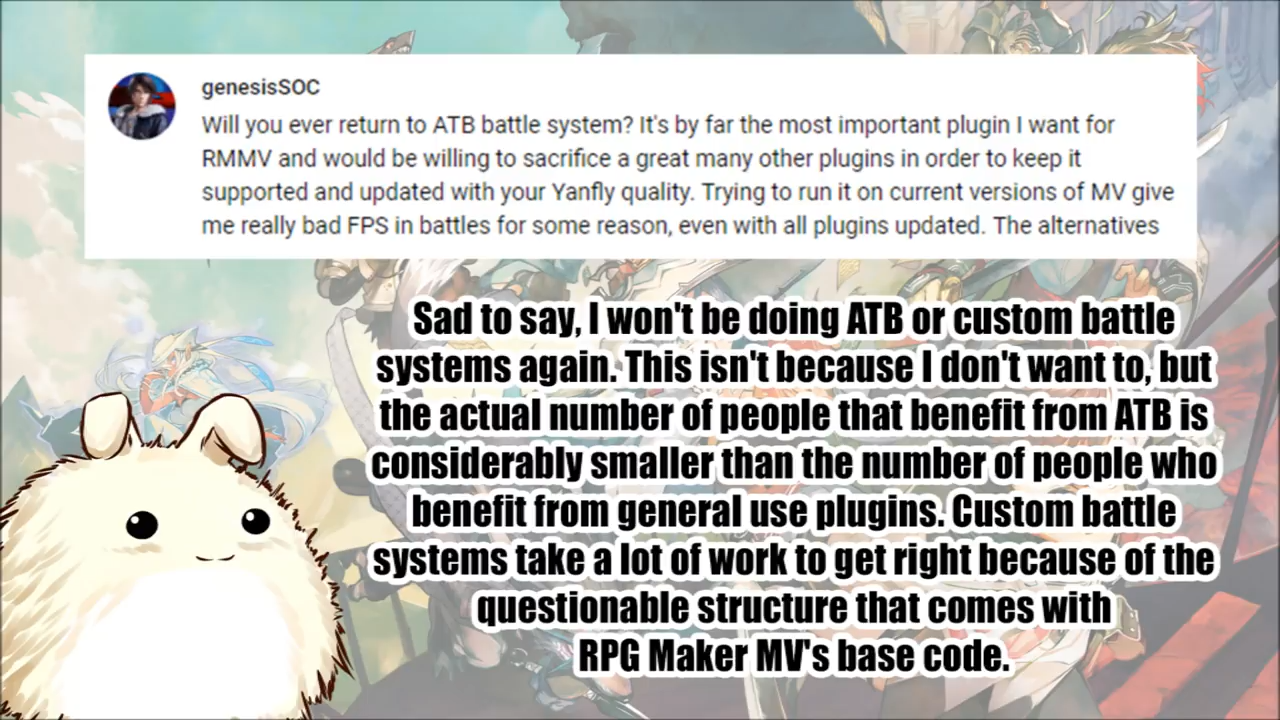 genesisSOC
Will you ever return to ATB battle system? It's by far the most important plugin I want for
RMMV and would be willing to sacrifice a great many other plugins in order to keep it
supported and updated with your Yanfly quality. Trying to run it on current versions of MV give
me really bad FPS in battles for some reason, even with all plugins updated. The alternatives
Sad to say, I won't be doing ATB or custom battle
systems again. This isn't because I don't want to, but
the actual number of people that benefit from ATB is
considerably smaller than the number of people who
benefit from general use plugins. Custom battle
systems take a lot of work to get right because of the
questionable structure that comes with
RPG Maker MV's base code.